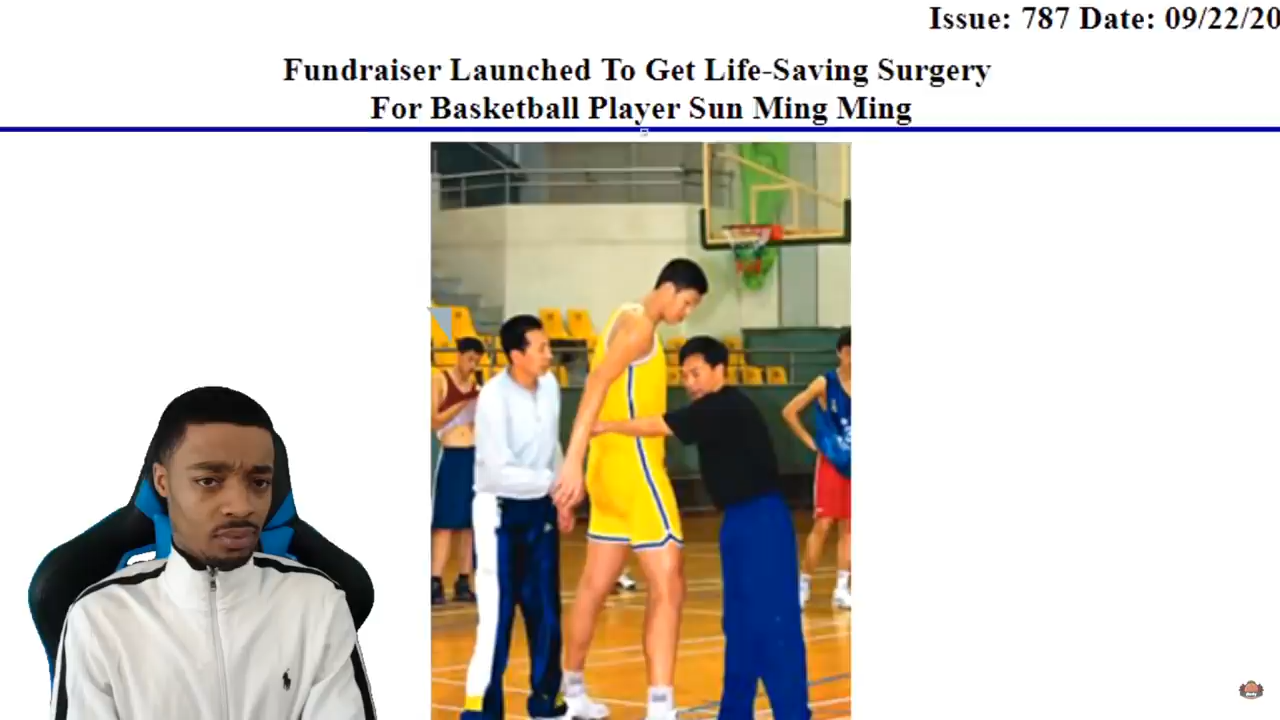 Issue: 787 Date: 09/22/20
Fundraiser Launched To Get Life-Saving Surgery
For Basketball Player Sun Ming Ming